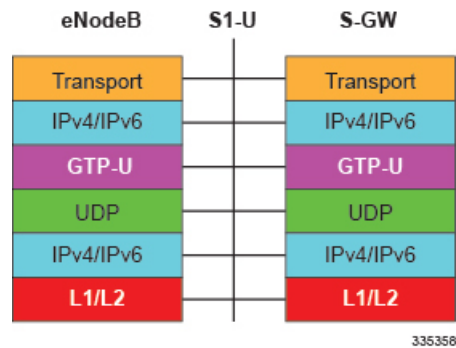 eNodeB S1-U S-GW
Transport Transport
IPv4/IPv6 IPv4/IPv6
GTP-U GTP-U
UDP UDP
IPv4/IPv6 IPv4/IPv6
L1/L2 L1/L2
335358